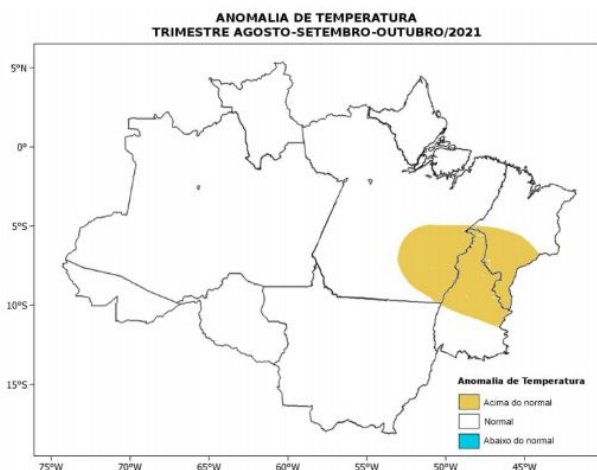 ANOMALIA DE TEMPERATURA
TRIMESTRE AGOSTO-SETEMBRO-OUTUBRO/2021
5°N
0°
5°S
10°S
15°S
Anomalia de Temperatura
Acima do normal
Normal
Abaixo do normal
75°W 70°W 65°W 60°W 55°W 50°W 45°W